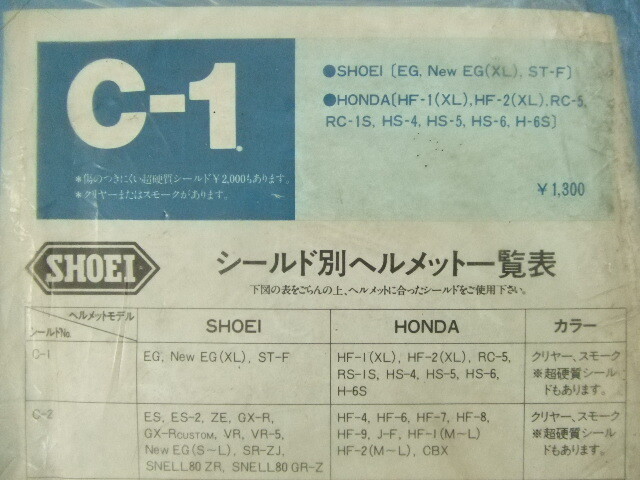 C-1
＊傷のつきにくい超硬質シールド￥2,000もあります。
＊クリヤーまたはスモークがあります。
●SHOEI〔EG, New EG(XL), ST-F〕
●HONDA〔HF-1(XL), HF-2(XL), RC-5,
RC-1S, HS-4, HS-5, HS-6, H-6S〕
￥1,300
SHOEI
シールド別ヘルメット一覧表
下図の表をごらんの上、ヘルメットに合ったシールドをご使用下さい。
ヘルメットモデル
シールドNo.
SHOEI
HONDA
カラー
C-1
EG, New EG(XL), ST-F
HF-1(XL), HF-2(XL), RC-5,
RS-1S, HS-4, HS-5, HS-6,
H-6S
クリヤー、スモーク
※超硬質シール
ドもあります。
C-2
ES, ES-2, ZE, GX-R,
GX-RCUSTOM, VR, VR-5,
New EG(S〜L), SR-ZJ,
SNELL80 ZR, SNELL80 GR-Z
HF-4, HF-6, HF-7, HF-8,
HF-9, J-F, HF-1(M〜L)
HF-2(M〜L), CBX
クリヤー、スモーク
※超硬質シール
ドもあります。